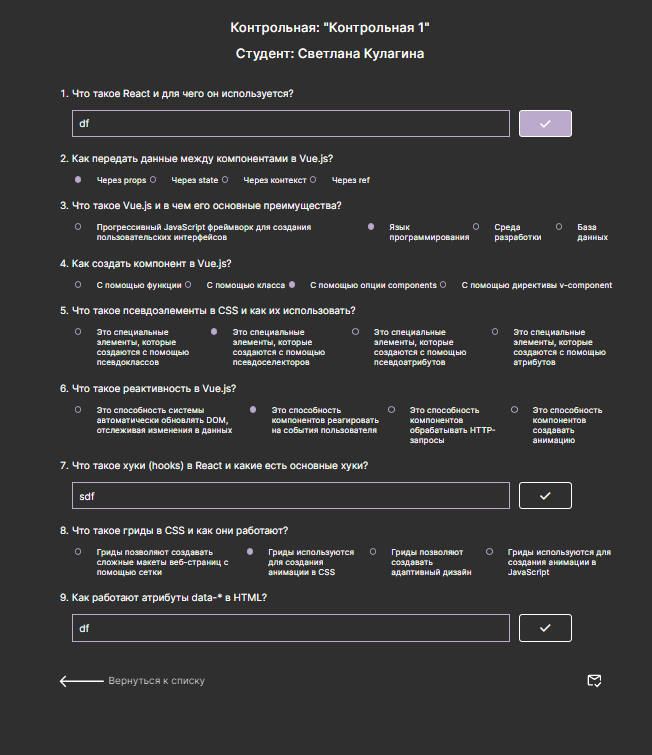 Контрольная: "Контрольная 1"
Студент: Светлана Кулагина
1. Что такое React и для чего он используется?
df
2. Как передать данные между компонентами в Vue.js?
Через props Через state Через контекст Через ref
3. Что такое Vue.js и в чем его основные преимущества?
Прогрессивный JavaScript фреймворк для создания
пользовательских интерфейсов
Язык
программирования
Среда
разработки
База
данных
4. Как создать компонент в Vue.js?
С помощью функции С помощью класса С помощью опции components С помощью директивы v-component
5. Что такое псевдоэлементы в CSS и как их использовать?
Это специальные
элементы, которые
создаются с помощью
псевдоклассов
Это специальные
элементы, которые
создаются с помощью
псевдоселекторов
Это специальные
элементы, которые
создаются с помощью
псевдоатрибутов
Это специальные
элементы, которые
создаются с помощью
атрибутов
6. Что такое реактивность в Vue.js?
Это способность системы
автоматически обновлять DOM,
отслеживая изменения в данных
Это способность
компонентов реагировать
на события пользователя
Это способность
компонентов
обрабатывать HTTP-
запросы
Это способность
компонентов
создавать
анимацию
7. Что такое хуки (hooks) в React и какие есть основные хуки?
sdf
8. Что такое гриды в CSS и как они работают?
Гриды позволяют создавать
сложные макеты веб-страниц с
помощью сетки
Гриды используются
для создания
анимации в CSS
Гриды позволяют
создавать
адаптивный дизайн
Гриды используются для
создания анимации в
JavaScript
9. Как работают атрибуты data-* в HTML?
df
Вернуться к списку